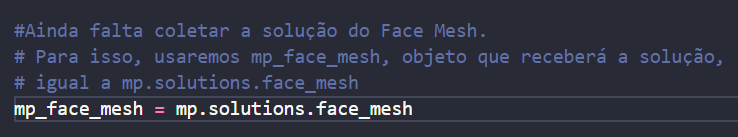 #Ainda falta coletar a solução do Face Mesh.
# Para isso, usaremos mp_face_mesh, objeto que receberá a solução,
# igual a mp.solutions.face_mesh
mp_face_mesh = mp.solutions.face_mesh